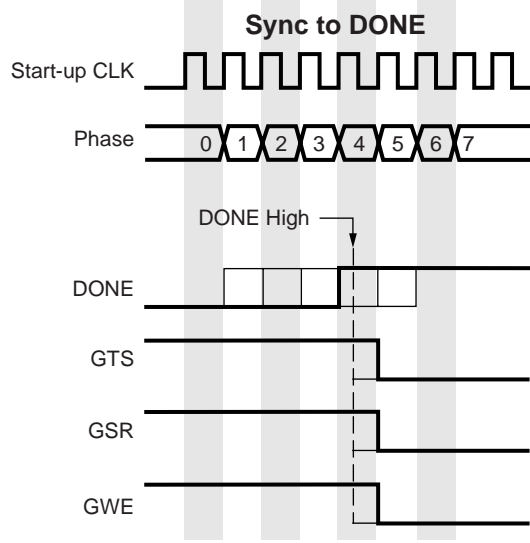 Sync to DONE
Start-up CLK
Phase 0 1 2 3 4 5 6 7
DONE High
DONE
GTS
GSR
GWE